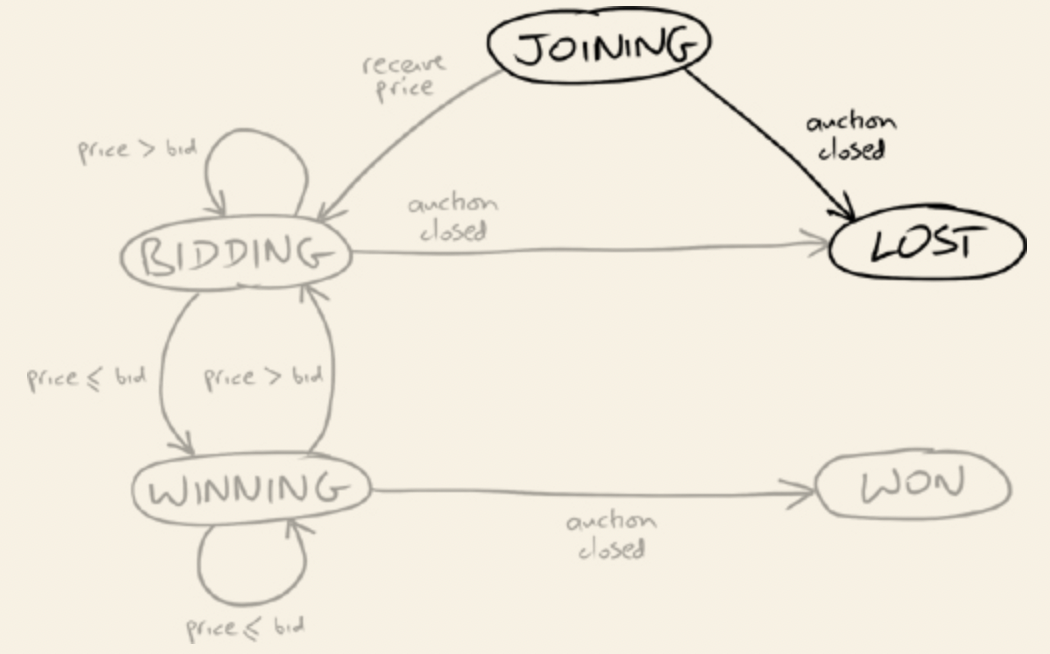 JOINING
receive
price
auction
closed
price > bid
auction
closed
BIDDING
LOST
price ≤ bid
price > bid
WINNING
WON
auction
closed
price ≤ bid